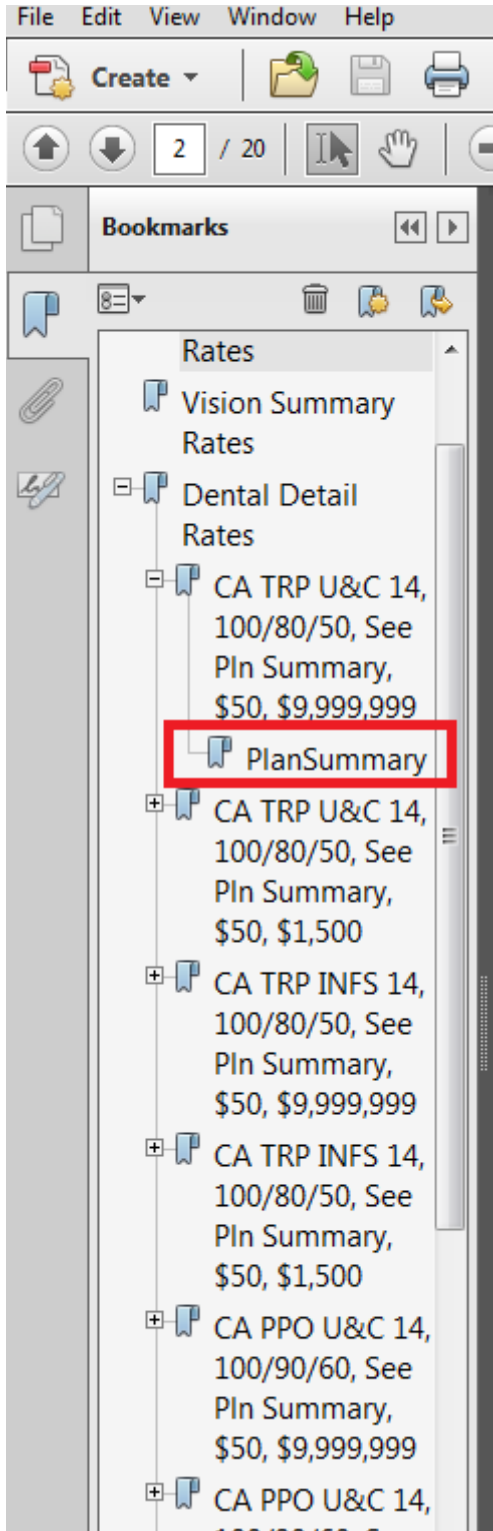 File Edit View Window Help
Create
2 / 20
Bookmarks
Rates
Vision Summary
Rates
Dental Detail
Rates
CA TRP U&C 14,
100/80/50, See
Pln Summary,
$50, $9,999,999
PlanSummary
CA TRP U&C 14,
100/80/50, See
Pln Summary,
$50, $1,500
CA TRP INFS 14,
100/80/50, See
Pln Summary,
$50, $9,999,999
CA TRP INFS 14,
100/80/50, See
Pln Summary,
$50, $1,500
CA PPO U&C 14,
100/90/60, See
Pln Summary,
$50, $9,999,999
CA PPO U&C 14,